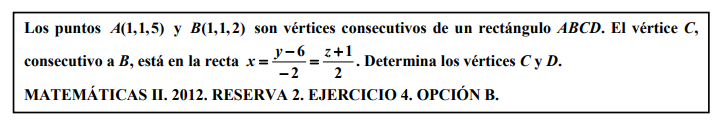 Los puntos A(1,1,5) y B(1,1,2) son vértices consecutivos de un rectángulo ABCD. El vértice C,
consecutivo a B, está en la recta x = \frac{y-6}{-2} = \frac{z+1}{2}. Determina los vértices C y D.
MATEMÁTICAS II. 2012. RESERVA 2. EJERCICIO 4. OPCIÓN B.